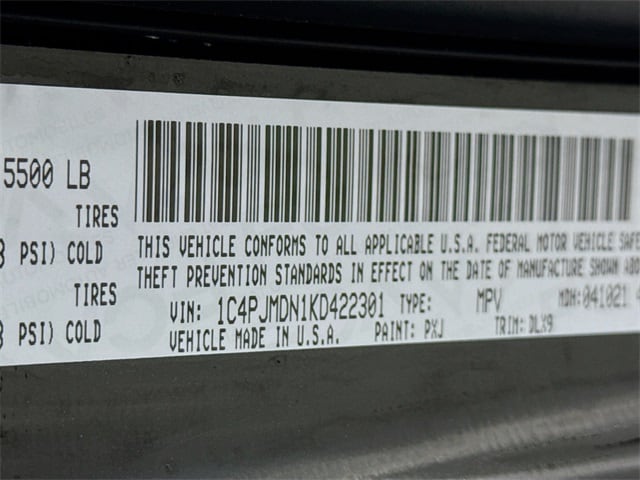 5500 LB
TIRES
PSI) COLD
TIRES
PSI) COLD
THIS VEHICLE CONFORMS TO ALL APPLICABLE U.S.A. FEDERAL MOTOR VEHICLE SAFE
THEFT PREVENTION STANDARDS IN EFFECT ON THE DATE OF MANUFACTURE SHOWN ABO
VIN: 1C4PJMDN1KD422301 TYPE: MPV MDH:041021
VEHICLE MADE IN U.S.A. PAINT: PXJ TRIM: DLX9